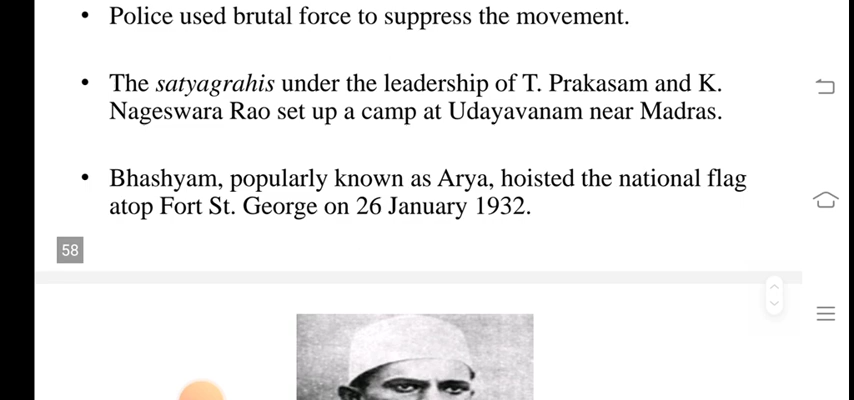 • Police used brutal force to suppress the movement.
• The satyagrahis under the leadership of T. Prakasam and K.
Nageswara Rao set up a camp at Udayavanam near Madras.
• Bhashyam, popularly known as Arya, hoisted the national flag
atop Fort St. George on 26 January 1932.
58